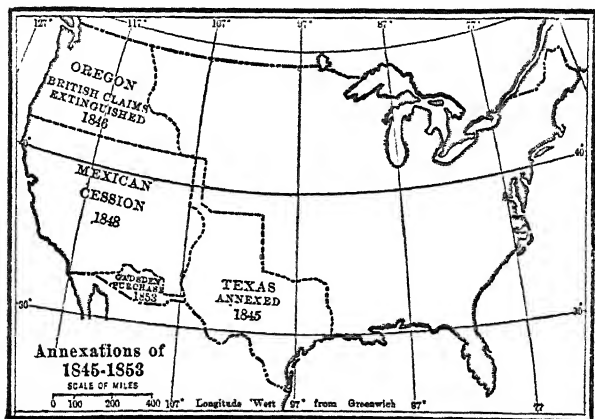 127°
117°
107°
97°
87°
77
OREGON
BRITISH CLAIMS
EXTINGUISHED
1846
40°
40°
MEXICAN
CESSION
1848
GADSDEN
PURCHASE
1853
TEXAS
ANNEXED
1845
30°
30°
Annexations of
1845-1853
SCALE OF MILES
0 100 200 400
107° Longitude West 97° from Greenwich 87°
77